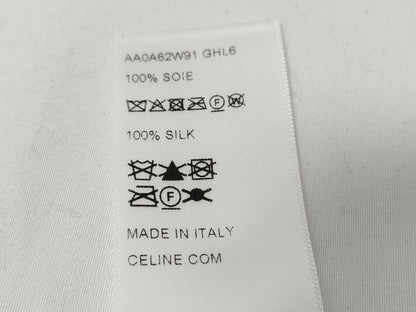 AA0A62W91 GHL6
100% SOIE
F W
100% SILK
F
MADE IN ITALY
CELINE COM